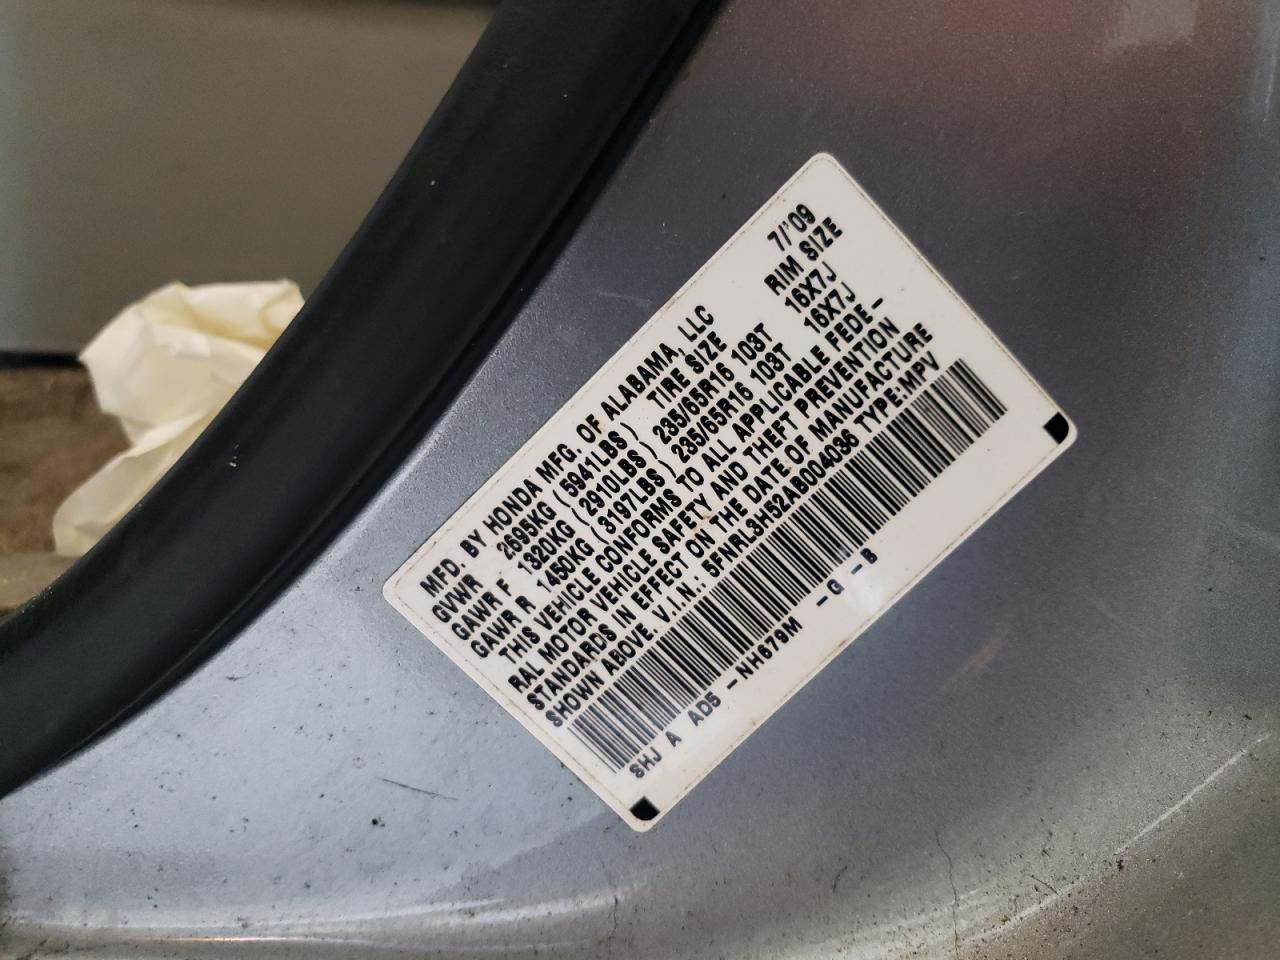 MFD. BY HONDA MFG. OF ALABAMA, LLC 7/'09
GVWR 2695KG (5941LBS) TIRE SIZE RIM SIZE
GAWR F 1320KG (2910LBS) 235/65R16 103T 16X7J
GAWR R 1450KG (3197LBS) 235/65R16 103T 16X7J
THIS VEHICLE CONFORMS TO ALL APPLICABLE FEDE-
RAL MOTOR VEHICLE SAFETY AND THEFT PREVENTION
STANDARDS IN EFFECT ON THE DATE OF MANUFACTURE
SHOWN ABOVE. V.I.N.: 5FNRL3H52AB004036 TYPE:MPV
SHJ A AD5 -NH679M -G -B